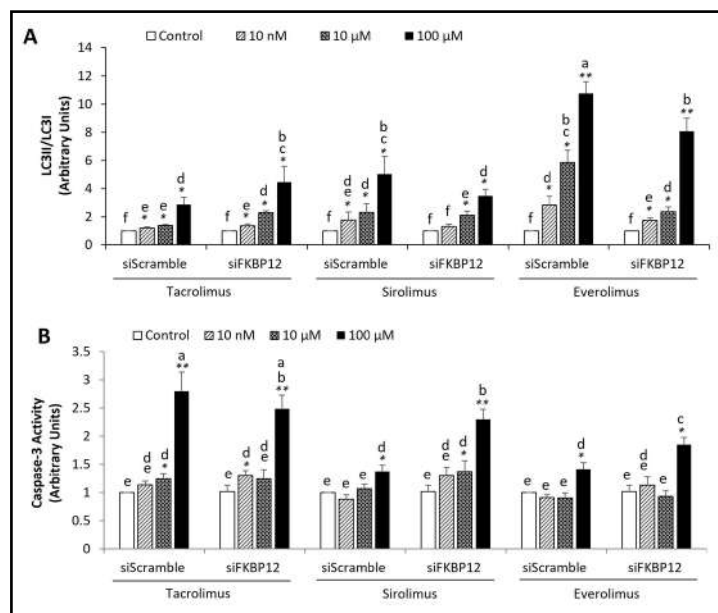 A
Control 10 nM 10 µM 100 µM
LC3II/LC3I
(Arbitrary Units)
14
12
10
8
6
4
2
0
f e * e * d * f e * d * b c * f d e * d * b c * f f e * d * f d * b c * a ** f e * d * b **
siScramble siFKBP12 siScramble siFKBP12 siScramble siFKBP12
Tacrolimus Sirolimus Everolimus
B
Control 10 nM 10 µM 100 µM
Caspase-3 Activity
(Arbitrary Units)
3.5
3
2.5
2
1.5
1
0.5
0
e d e d * a ** e d * d e a b ** e e e d * e d e d * b ** e e e d * e d e e c *
siScramble siFKBP12 siScramble siFKBP12 siScramble siFKBP12
Tacrolimus Sirolimus Everolimus